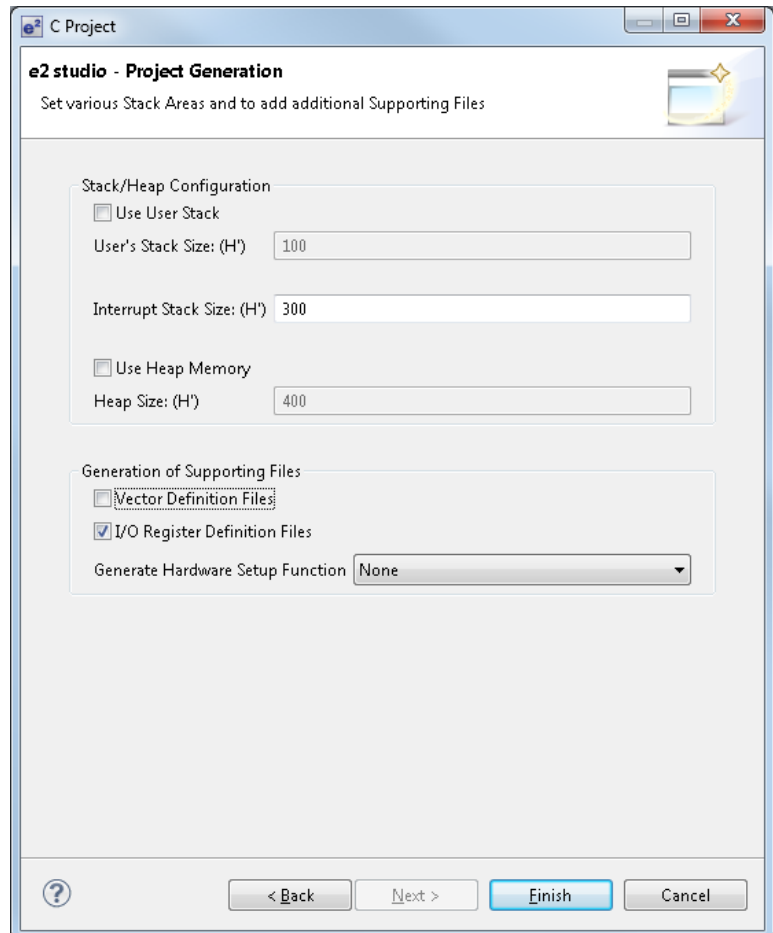 e² C Project
e2 studio - Project Generation
Set various Stack Areas and to add additional Supporting Files
Stack/Heap Configuration
Use User Stack
User's Stack Size: (H') 100
Interrupt Stack Size: (H') 300
Use Heap Memory
Heap Size: (H') 400
Generation of Supporting Files
Vector Definition Files
I/O Register Definition Files
Generate Hardware Setup Function None
? < Back Next > Finish Cancel